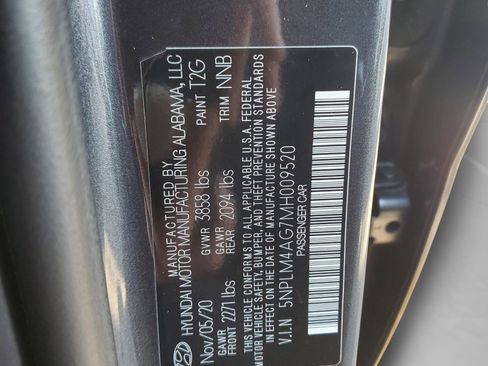 MANUFACTURED BY
HYUNDAI MOTOR MANUFACTURING ALABAMA, LLC
Nov/05/20 GVWR 3858 lbs PAINT T2G
GAWR FRONT 2271 lbs GAWR REAR 2094 lbs TRIM NNB
THIS VEHICLE CONFORMS TO ALL APPLICABLE U.S.A. FEDERAL
MOTOR VEHICLE SAFETY, BUMPER, AND THEFT PREVENTION STANDARDS
IN EFFECT ON THE DATE OF MANUFACTURE SHOWN ABOVE.
V.I.N 5NPLM4AG7MH009520
PASSENGER CAR